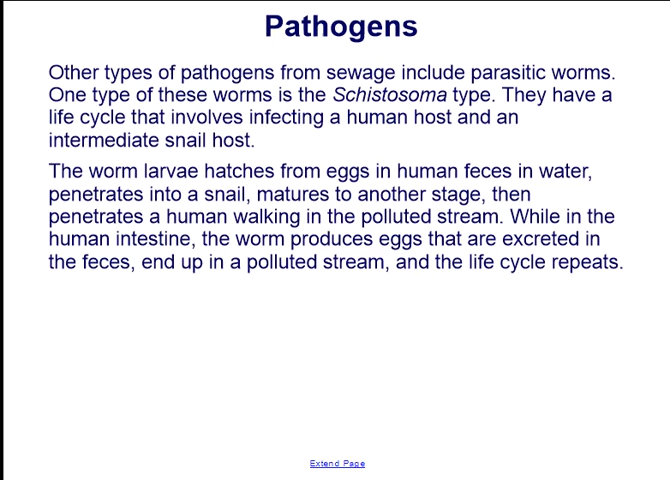 Pathogens
Other types of pathogens from sewage include parasitic worms.
One type of these worms is the Schistosoma type. They have a
life cycle that involves infecting a human host and an
intermediate snail host.
The worm larvae hatches from eggs in human feces in water,
penetrates into a snail, matures to another stage, then
penetrates a human walking in the polluted stream. While in the
human intestine, the worm produces eggs that are excreted in
the feces, end up in a polluted stream, and the life cycle repeats.
Extend Page